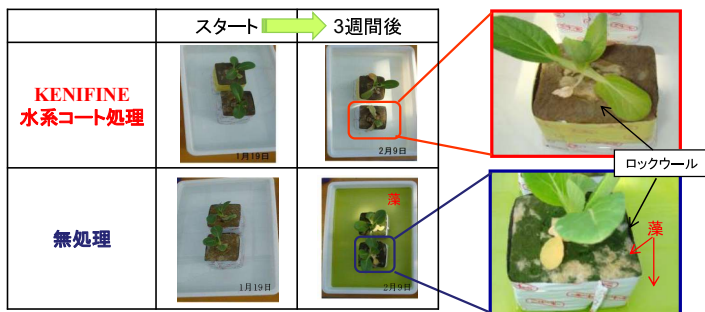 スタート 3週間後
KENIFINE
水系コート処理
1月19日
2月9日
ロックウール
無処理
藻
1月19日
2月9日
藻